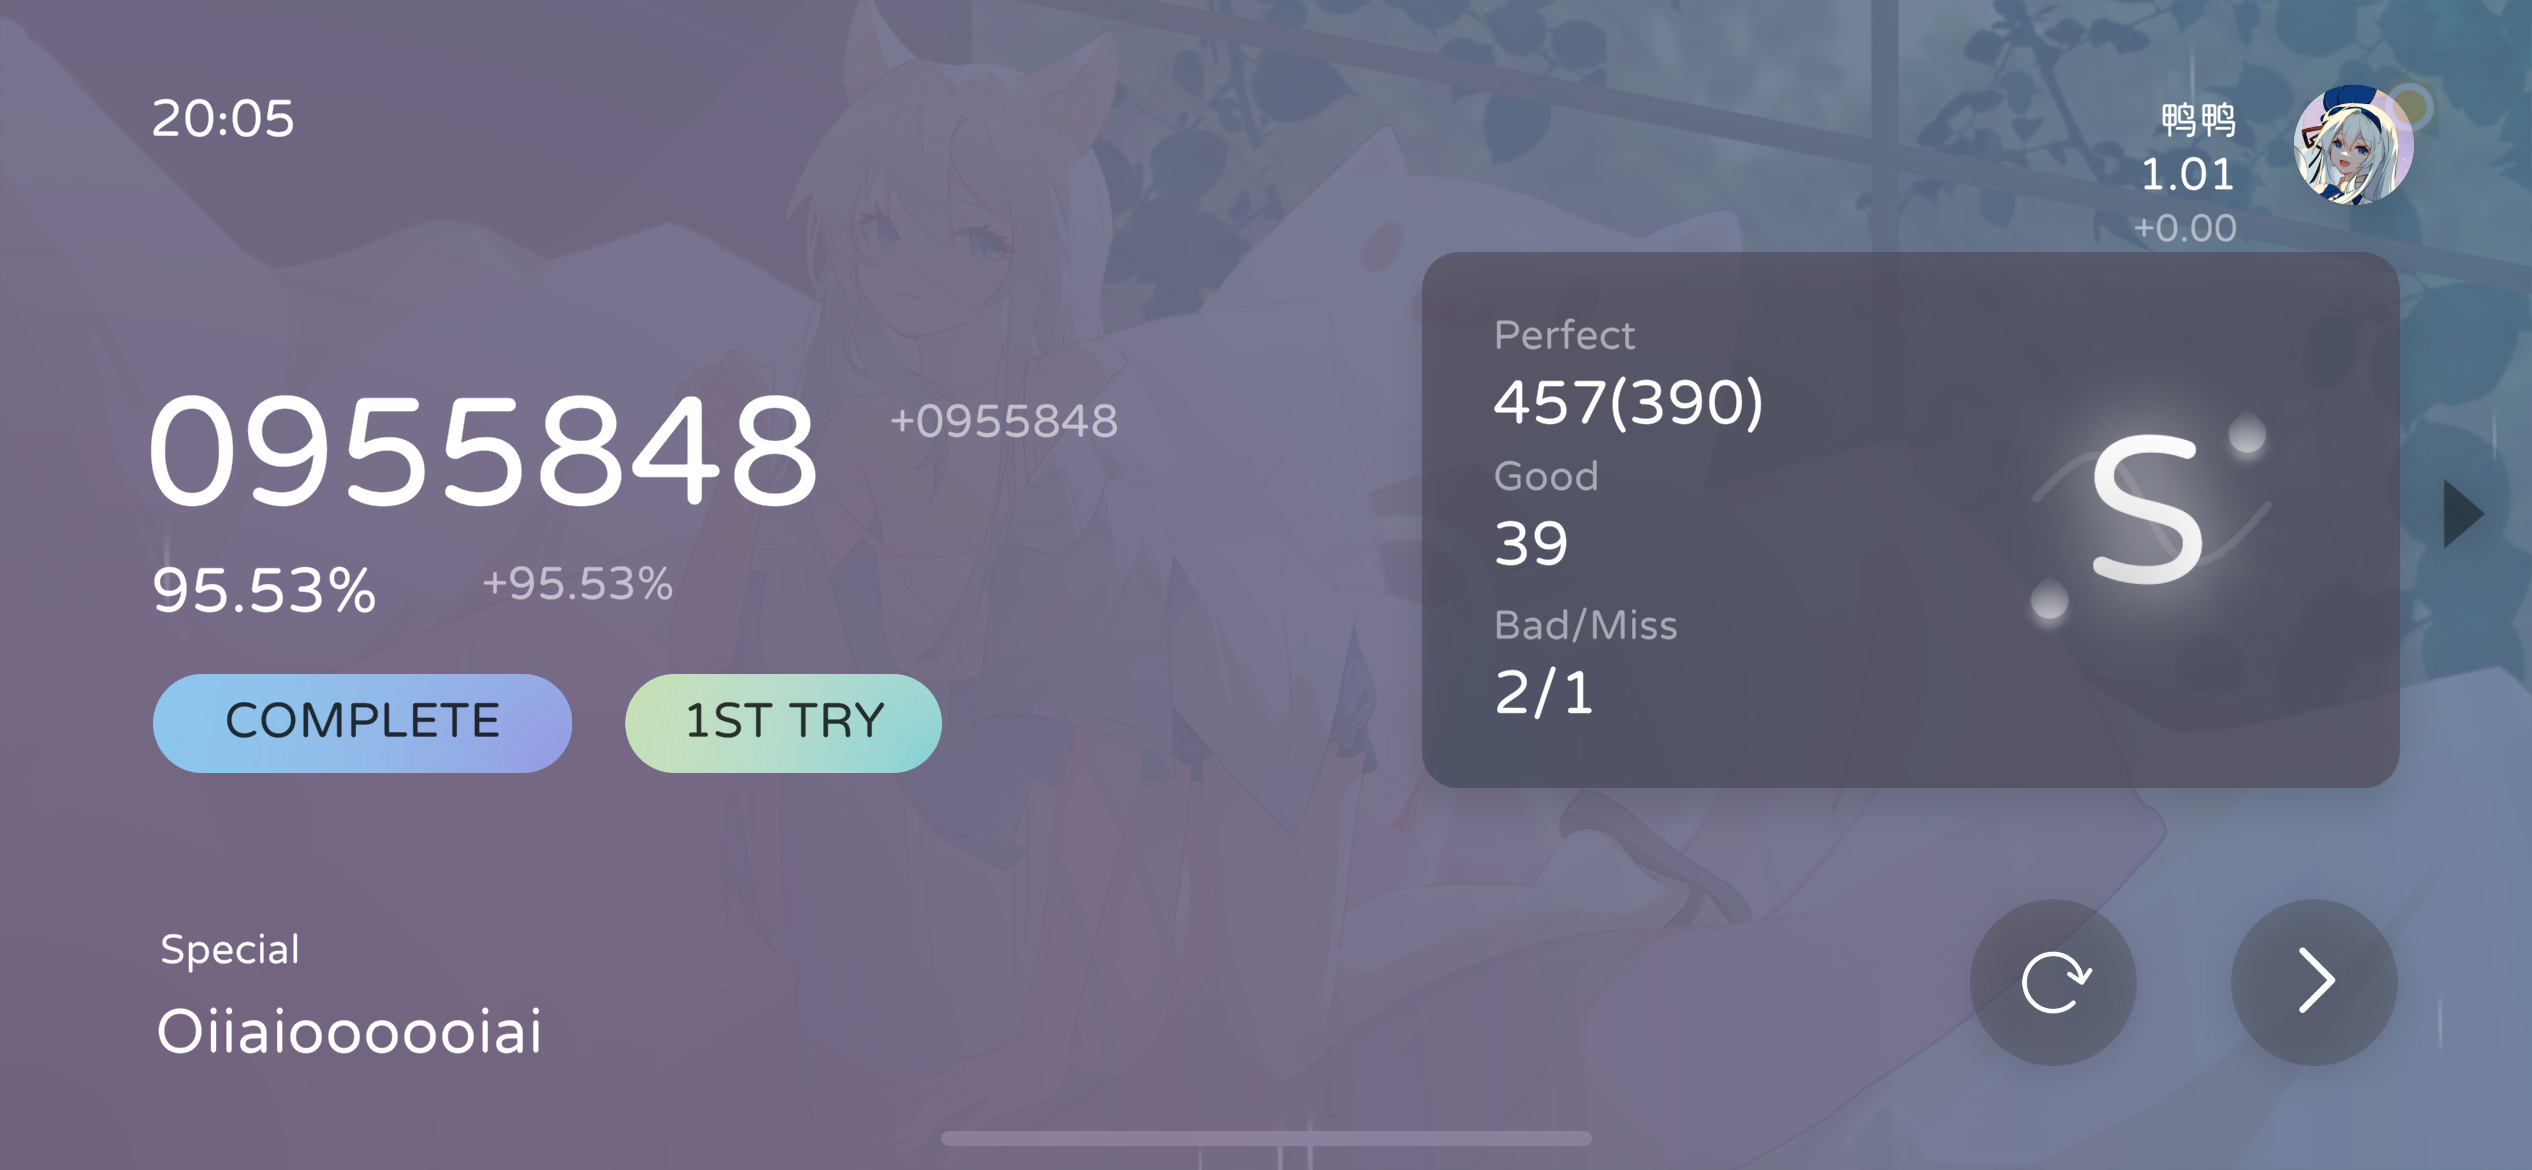 20:05
鸭鸭
1.01
+0.00
0955848
+0955848
95.53%
+95.53%
COMPLETE
1ST TRY
Special
Oiiaioooooiai
Perfect
457(390)
Good
39
Bad/Miss
2/1
S